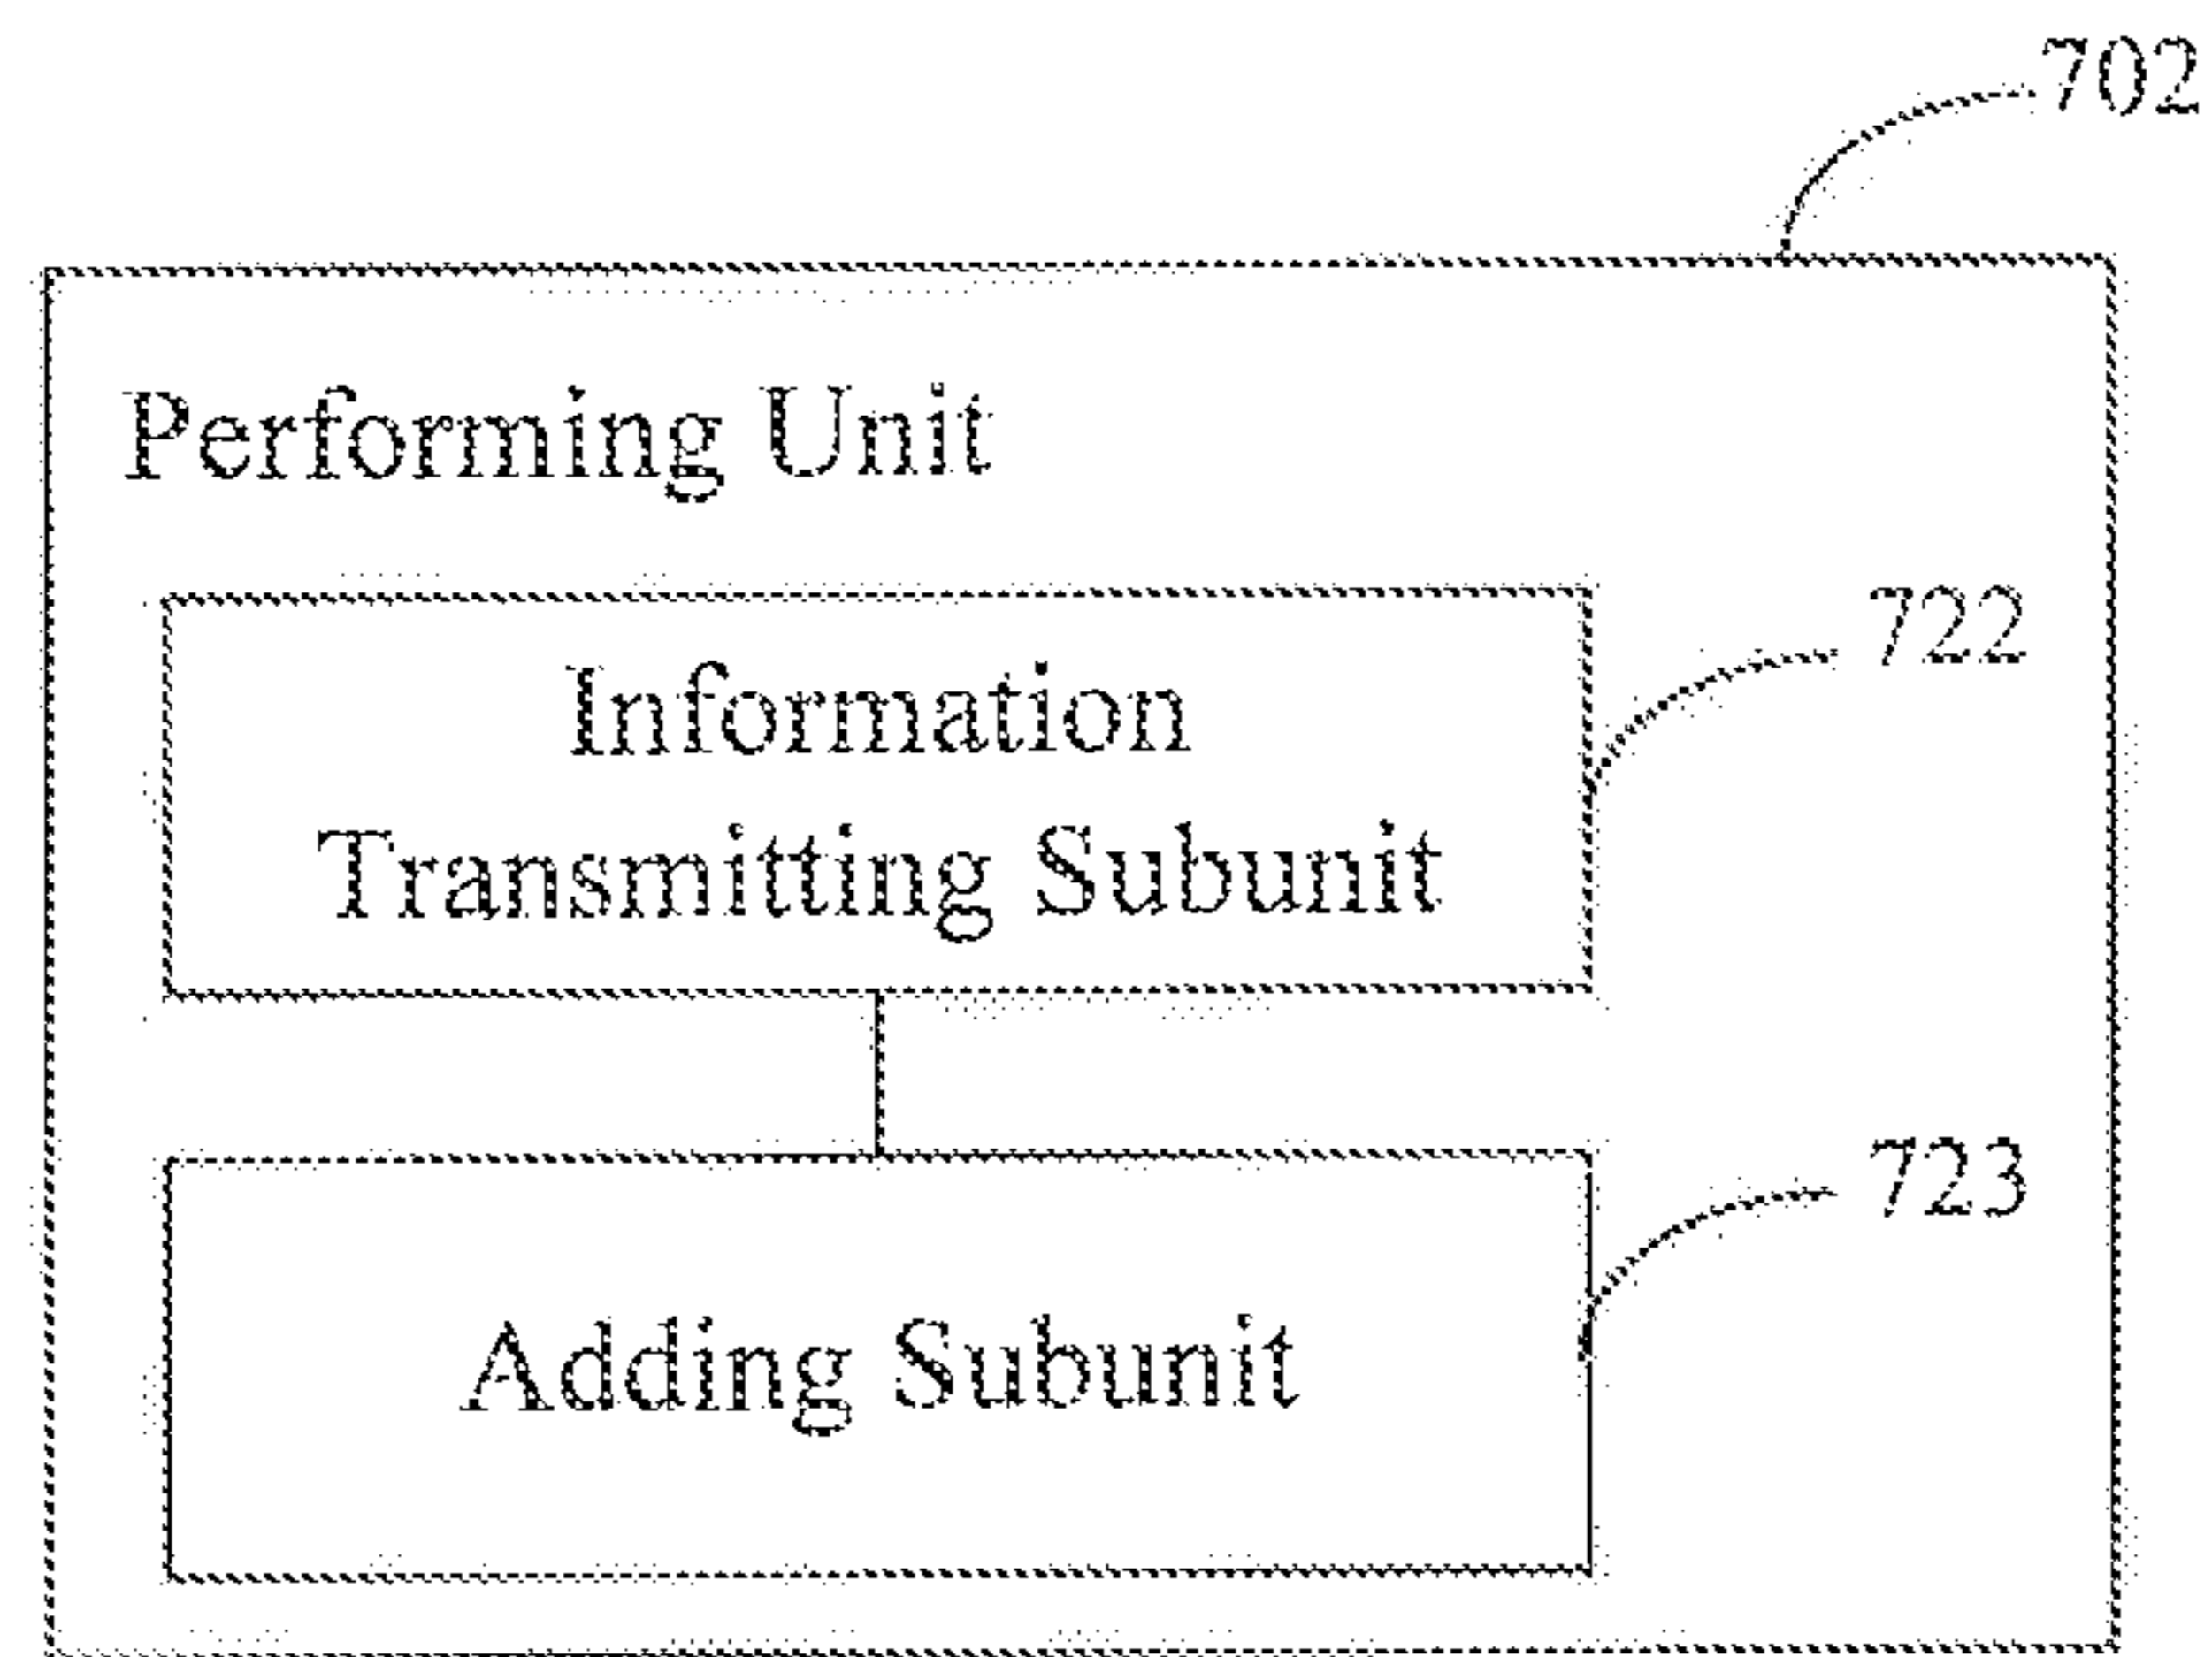 702
Performing Unit
722
Information
Transmitting Subunit
723
Adding Subunit